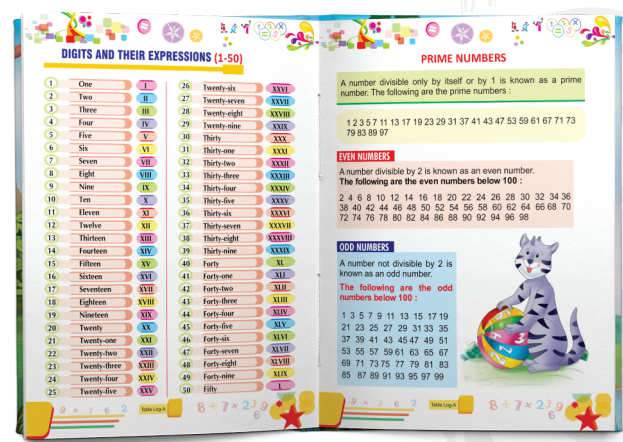 DIGITS AND THEIR EXPRESSIONS (1-50)
1 One I
2 Two II
3 Three III
4 Four IV
5 Five V
6 Six VI
7 Seven VII
8 Eight VIII
9 Nine IX
10 Ten X
11 Eleven XI
12 Twelve XII
13 Thirteen XIII
14 Fourteen XIV
15 Fifteen XV
16 Sixteen XVI
17 Seventeen VVII
18 Eighteen XVIII
19 Nineteen XIX
20 Twenty XX
21 Twenty-one XXI
22 Twenty-two XXII
23 Twenty-three XXIII
24 Twenty-four XXIV
25 Twenty-five XXV
26 Twenty-six XXVI
27 Twenty-seven XXVII
28 Twenty-eight XXVIII
29 Twenty-nine XXIX
30 Thirty XXX
31 Thirty-one XXXI
32 Thirty-two XXXII
33 Thirty-three XXXIII
34 Thirty-four XXXIV
35 Thirty-five XXXV
36 Thirty-six XXXVI
37 Thirty-seven XXXVII
38 Thirty-eight XXXVIII
39 Thirty-nine XXXIX
40 Forty XL
41 Forty-one XLI
42 Forty-two XLII
43 Forty-three XLIII
44 Forty-four XLIV
45 Forty-five XLV
46 Forty-six XLVI
47 Forty-seven XLVII
48 Forty-eight XLVIII
49 Forty-nine XLIX
50 Fifty L
Table Log-A
PRIME NUMBERS
A number divisible only by itself or by 1 is known as a prime
number. The following are the prime numbers :
1 2 3 5 7 11 13 17 19 23 29 31 37 41 43 47 53 59 61 67 71 73
79 83 89 97
EVEN NUMBERS
A number divisible by 2 is known as an even number.
The following are the even numbers below 100 :
2 4 6 8 10 12 14 16 18 20 22 24 26 28 30 32 34 36
38 40 42 44 46 48 50 52 54 56 58 60 62 64 66 68 70
72 74 76 78 80 82 84 86 88 90 92 94 96 98
ODD NUMBERS
A number not divisible by 2 is
known as an odd number.
The following are the odd
numbers below 100 :
1 3 5 7 9 11 13 15 17 19
21 23 25 27 29 31 33 35
37 39 41 43 45 47 49 51
53 55 57 59 61 63 65 67
69 71 73 75 77 79 81 83
85 87 89 91 93 95 97 99
Table Log-A